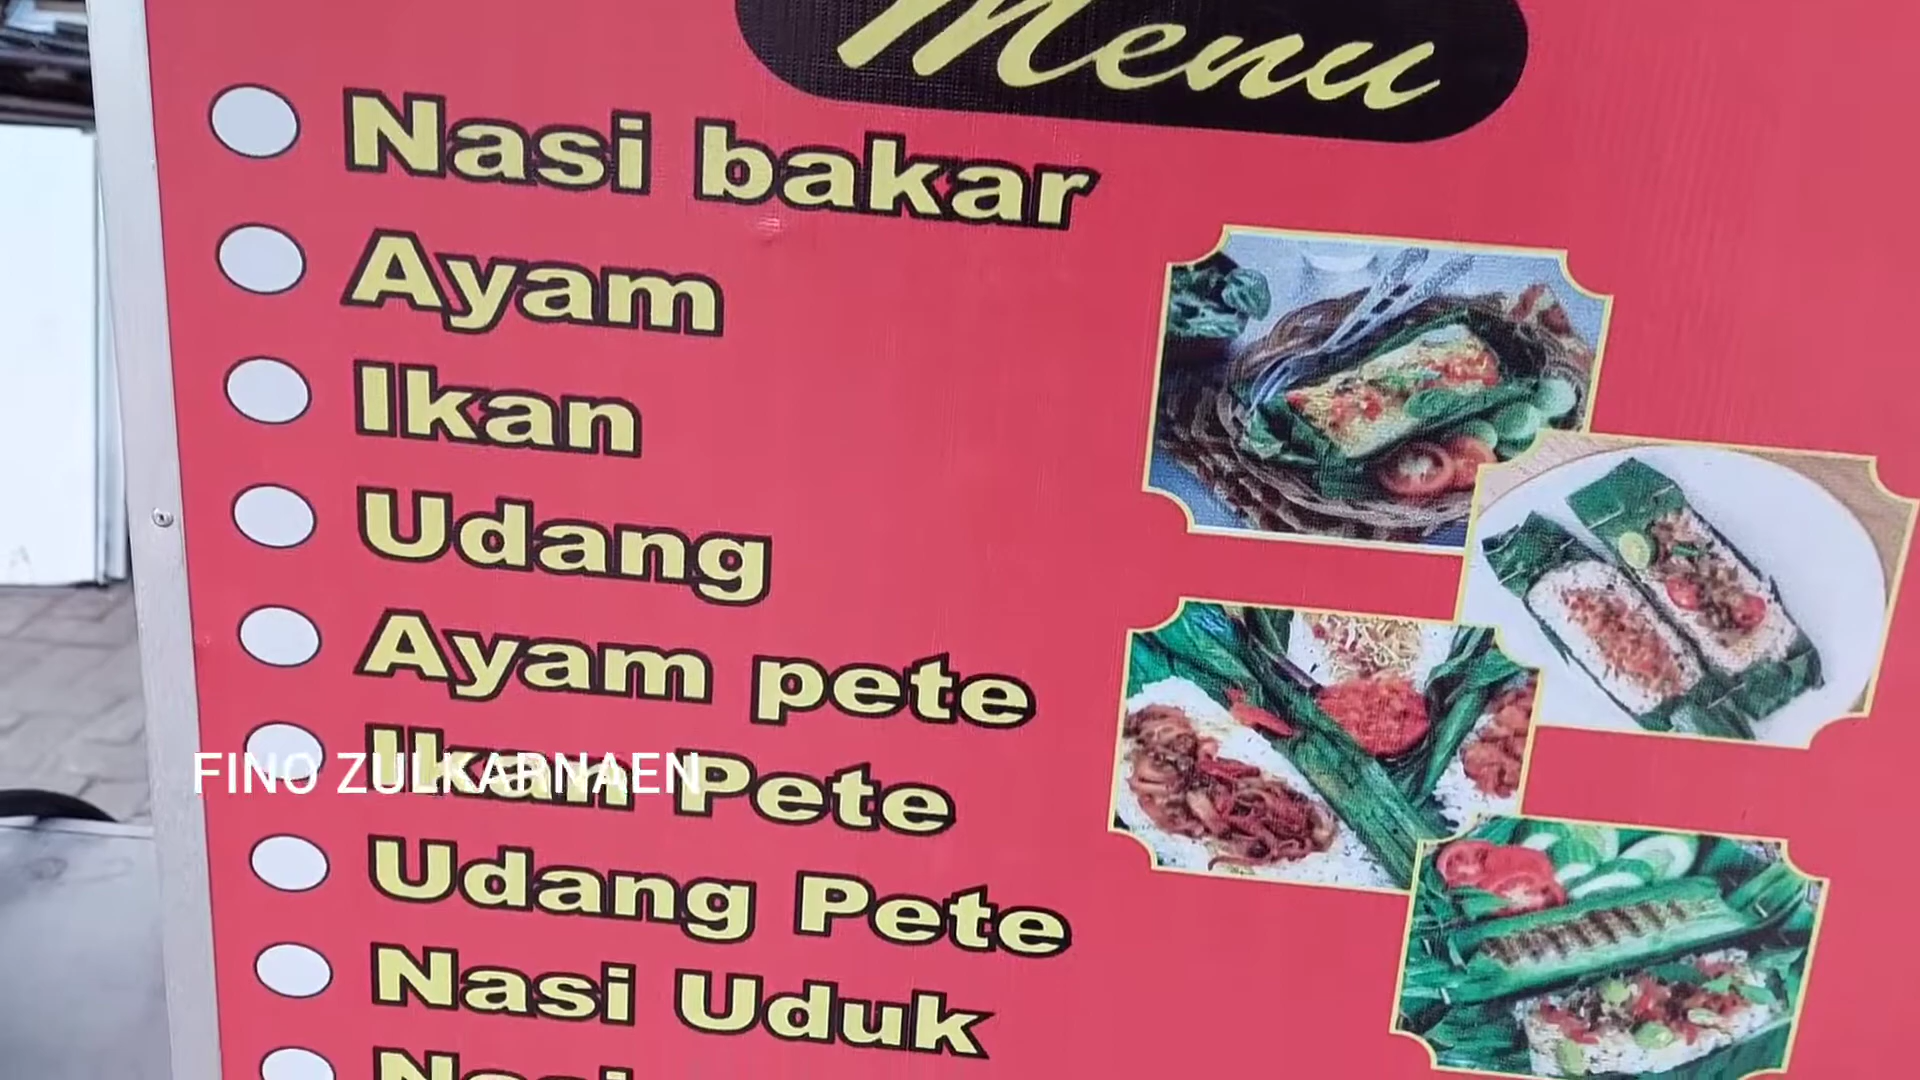 Menu
Nasi bakar
Ayam
Ikan
Udang
Ayam pete
Ikan Pete
FINO ZULKARNAEN
Udang Pete
Nasi Uduk